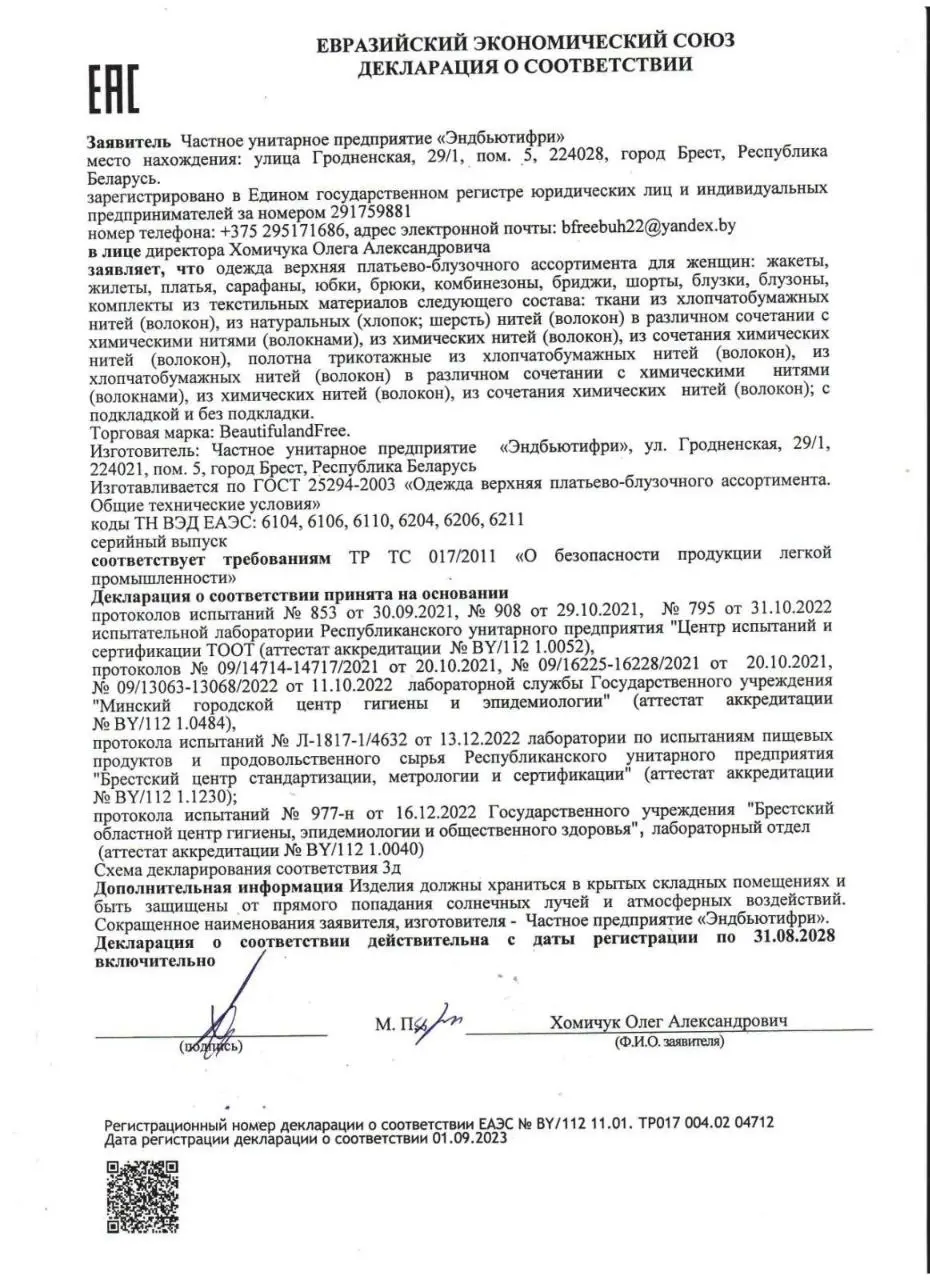 ЕВРАЗИЙСКИЙ ЭКОНОМИЧЕСКИЙ СОЮЗ
ДЕКЛАРАЦИЯ О СООТВЕТСТВИИ
ЕАС
Заявитель Частное унитарное предприятие «Эндбьютифри»
место нахождения: улица Гродненская, 29/1, пом. 5, 224028, город Брест, Республика
Беларусь.
зарегистрировано в Едином государственном регистре юридических лиц и индивидуальных
предпринимателей за номером 291759881
номер телефона: +375 295171686, адрес электронной почты: bfreebuh22@yandex.by
в лице директора Хомичука Олега Александровича
заявляет, что одежда верхняя платьево-блузочного ассортимента для женщин: жакеты,
жилеты, платья, сарафаны, юбки, брюки, комбинезоны, бриджи, шорты, блузки, блузоны,
комплекты из текстильных материалов следующего состава: ткани из хлопчатобумажных
нитей (волокон), из натуральных (хлопок; шерсть) нитей (волокон) в различном сочетании с
химическими нитями (волокнами), из химических нитей (волокон), из сочетания химических
нитей (волокон), полотна трикотажные из хлопчатобумажных нитей (волокон), из
хлопчатобумажных нитей (волокон) в различном сочетании с химическими нитями
(волокнами), из химических нитей (волокон), из сочетания химических нитей (волокон); с
подкладкой и без подкладки.
Торговая марка: BeautifulandFree.
Изготовитель: Частное унитарное предприятие «Эндбьютифри», ул. Гродненская, 29/1,
224021, пом. 5, город Брест, Республика Беларусь
Изготавливается по ГОСТ 25294-2003 «Одежда верхняя платьево-блузочного ассортимента.
Общие технические условия»
коды ТН ВЭД ЕАЭС: 6104, 6106, 6110, 6204, 6206, 6211
серийный выпуск
соответствует требованиям ТР ТС 017/2011 «О безопасности продукции легкой
промышленности»
Декларация о соответствии принята на основании
протоколов испытаний № 853 от 30.09.2021, № 908 от 29.10.2021, № 795 от 31.10.2022
испытательной лаборатории Республиканского унитарного предприятия "Центр испытаний и
сертификации ТООТ (аттестат аккредитации № BY/112 1.0052),
протоколов № 09/14714-14717/2021 от 20.10.2021, № 09/16225-16228/2021 от 20.10.2021,
№ 09/13063-13068/2022 от 11.10.2022 лабораторной службы Государственного учреждения
"Минский городской центр гигиены и эпидемиологии" (аттестат аккредитации
№ BY/112 1.0484),
протокола испытаний № Л-1817-1/4632 от 13.12.2022 лаборатории по испытаниям пищевых
продуктов и продовольственного сырья Республиканского унитарного предприятия
"Брестский центр стандартизации, метрологии и сертификации" (аттестат аккредитации
№ BY/112 1.1230);
протокола испытаний № 977-н от 16.12.2022 Государственного учреждения "Брестский
областной центр гигиены, эпидемиологии и общественного здоровья", лабораторный отдел
(аттестат аккредитации № BY/112 1.0040)
Схема декларирования соответствия 3д
Дополнительная информация Изделия должны храниться в крытых складных помещениях и
быть защищены от прямого попадания солнечных лучей и атмосферных воздействий.
Сокращенное наименования заявителя, изготовителя - Частное предприятие «Эндбьютифри».
Декларация о соответствии действительна с даты регистрации по 31.08.2028
включительно
М. П. Хомичук Олег Александрович
(подпись) (Ф.И.О. заявителя)
Регистрационный номер декларации о соответствии ЕАЭС № BY/112 11.01. ТР017 004.02 04712
Дата регистрации декларации о соответствии 01.09.2023